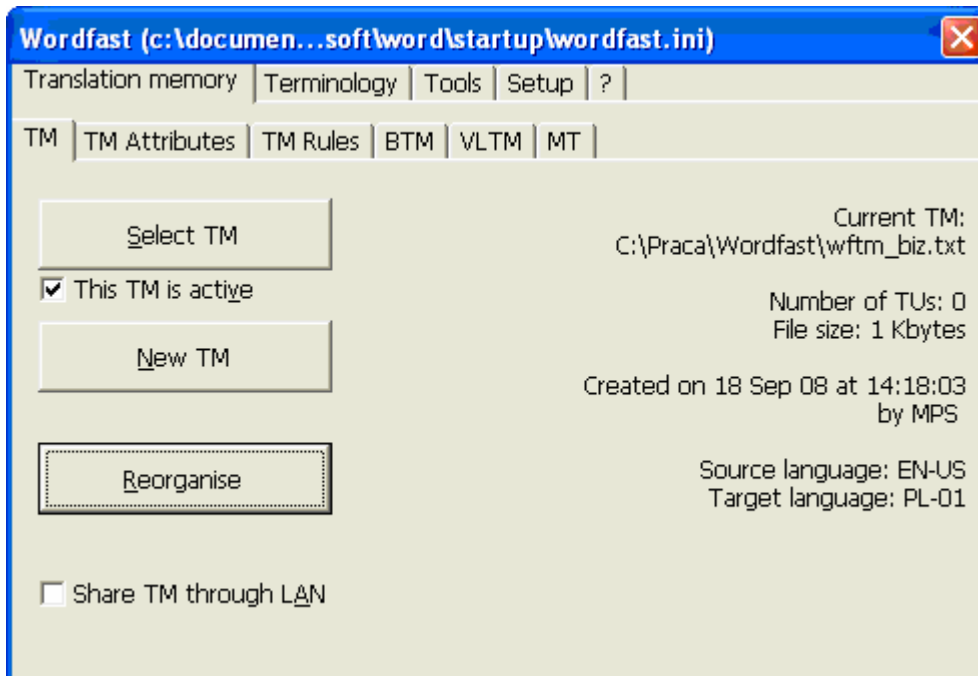 Wordfast (c:\documen...soft\word\startup\wordfast.ini)
Translation memory Terminology Tools Setup ?
TM TM Attributes TM Rules BTM VLTM MT
Select TM
This TM is active
New TM
Reorganise
Share TM through LAN
Current TM:
C:\Praca\Wordfast\wftm_biz.txt
Number of TUs: 0
File size: 1 Kbytes
Created on 18 Sep 08 at 14:18:03
by MPS
Source language: EN-US
Target language: PL-01